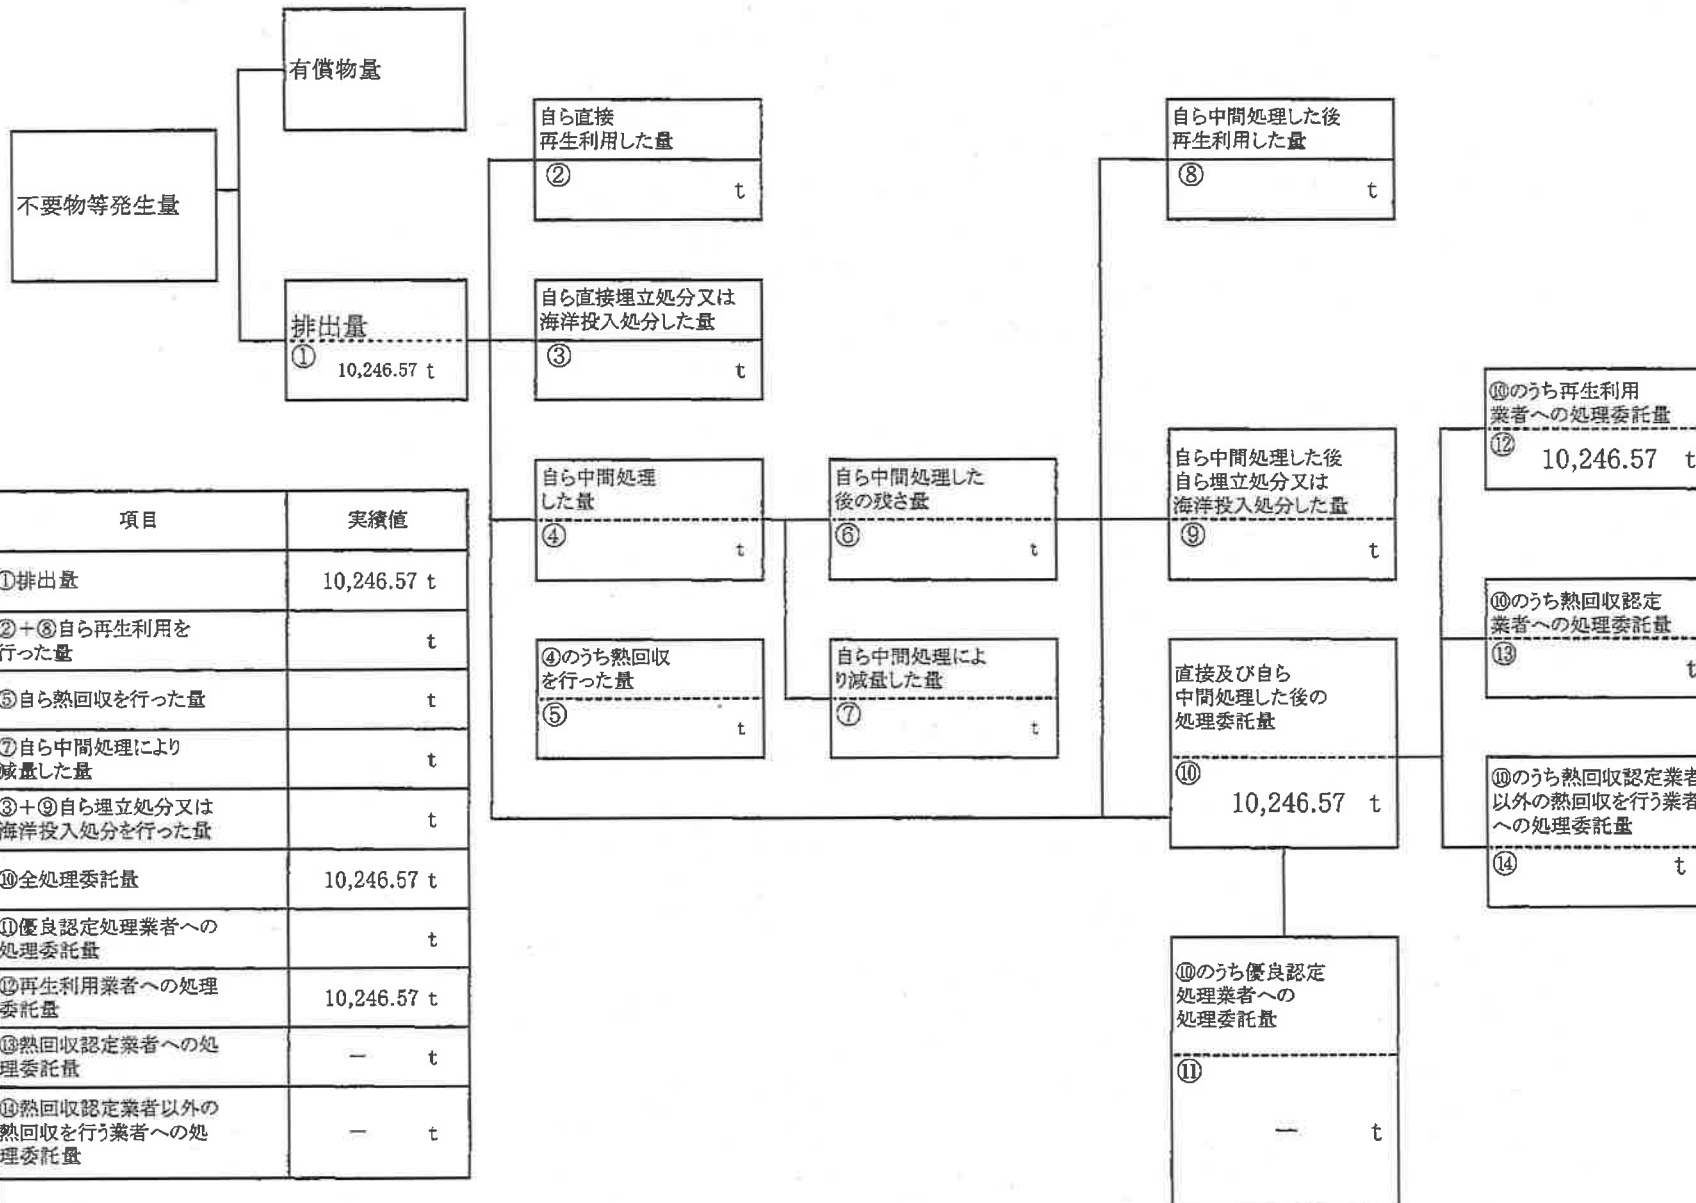 有償物量
不要物等発生量
排出量
① 10,246.57 t
自ら直接
再生利用した量
②
t
自ら直接埋立処分又は
海洋投入処分した量
③
t
自ら中間処理
した量
④
t
④のうち熱回収
を行った量
⑤
t
自ら中間処理した
後の残さ量
⑥
t
自ら中間処理によ
り減量した量
⑦
t
自ら中間処理した後
再生利用した量
⑧
t
自ら中間処理した後
自ら埋立処分又は
海洋投入処分した量
⑨
t
直接及び自ら
中間処理した後の
処理委託量
⑩
10,246.57 t
⑩のうち優良認定
処理業者への
処理委託量
⑪
― t
⑩のうち再生利用
業者への処理委託量
⑫
10,246.57 t
⑩のうち熱回収認定
業者への処理委託量
⑬
t
⑩のうち熱回収認定業者
以外の熱回収を行う業者
への処理委託量
⑭
t
項目 実績値
①排出量 10,246.57 t
②+⑧自ら再生利用を
行った量 t
⑤自ら熱回収を行った量 t
⑦自ら中間処理により
減量した量 t
③+⑨自ら埋立処分又は
海洋投入処分を行った量 t
⑩全処理委託量 10,246.57 t
⑪優良認定処理業者への
処理委託量 t
⑫再生利用業者への処理
委託量 10,246.57 t
⑬熱回収認定業者への処
理委託量 ― t
⑭熱回収認定業者以外の
熱回収を行う業者への処
理委託量 ― t